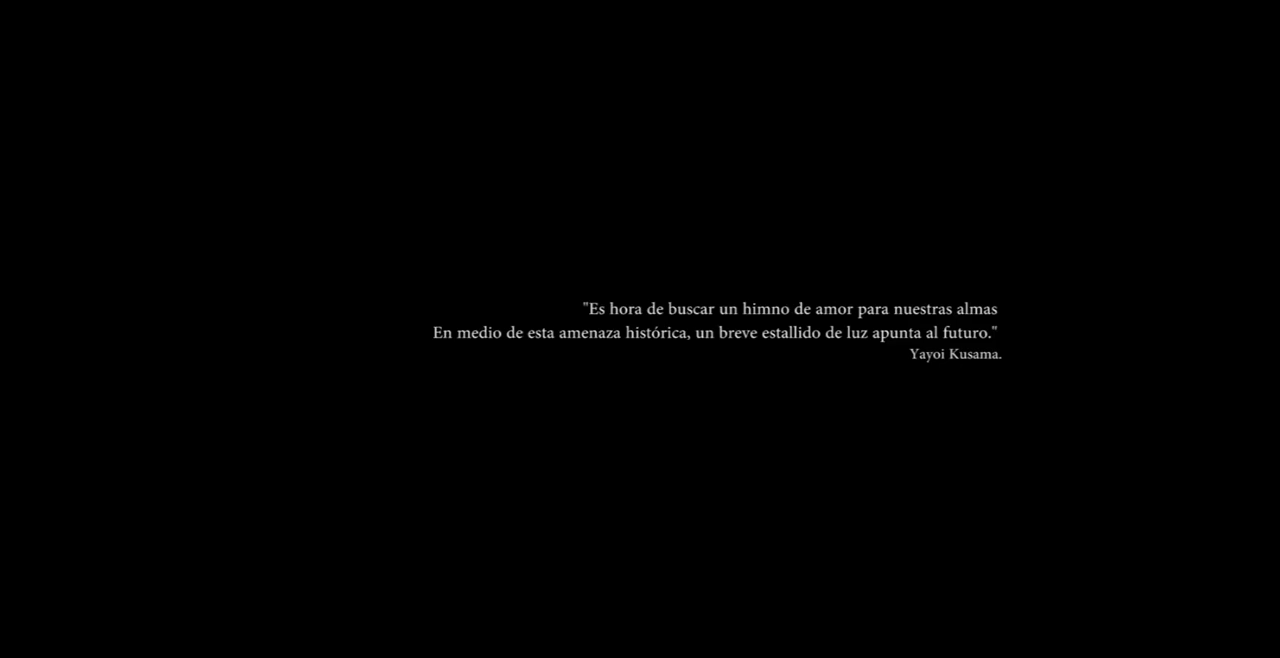 "Es hora de buscar un himno de amor para nuestras almas
En medio de esta amenaza histórica, un breve estallido de luz apunta al futuro."
Yayoi Kusama.